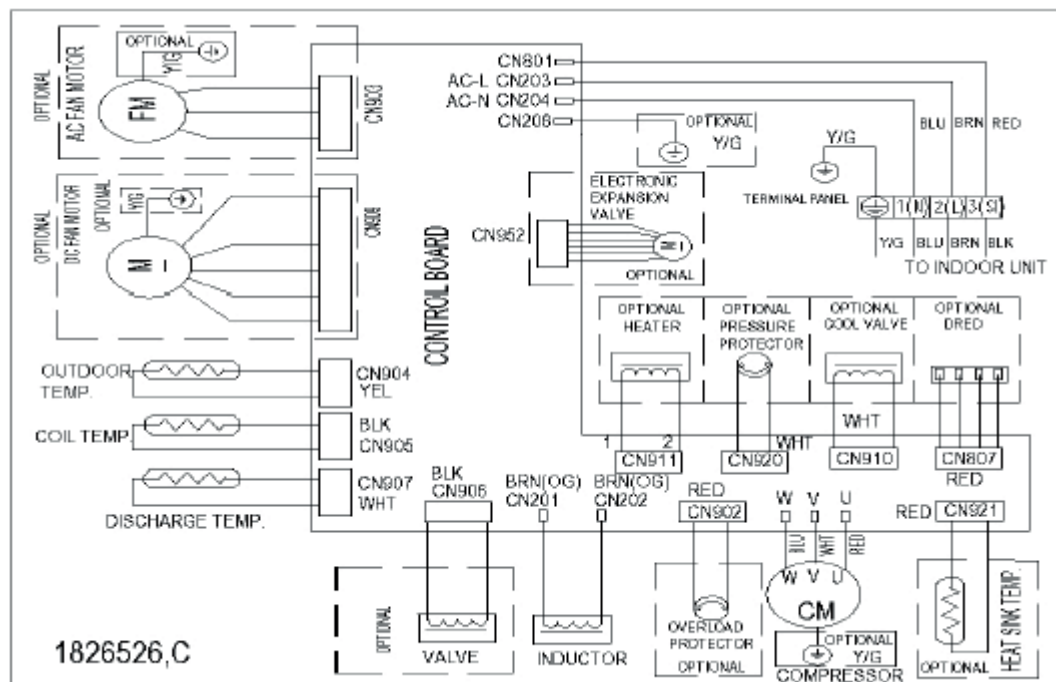 OPTIONAL
Y/G
OPTIONAL
AC FAN MOTOR
FM
CN903
OPTIONAL
DC FAN MOTOR
OPTIONAL
Y/G
M
CN906
OUTDOOR
TEMP.
CN904
YEL
COIL TEMP.
BLK
CN905
CN907
WHT
DISCHARGE TEMP.
CONTROIL BOARD
CN801
AC-L CN203
AC-N CN204
CN206
OPTIONAL
Y/G
BLU BRN RED
Y/G
TERMINAL PANEL
1(N) 2(L) 3(SI)
Y/G BLU BRN BLK
TO INDOOR UNIT
ELECTRONIC
EXPANSION
VALVE
CN952
M
OPTIONAL
OPTIONAL
HEATER
OPTIONAL
PRESSURE
PROTECTOR
OPTIONAL
COOL VALVE
OPTIONAL
DRED
1 2
WHT
WHT
CN911
CN920
CN910
CN807
RED
BLK
CN906
BRN(OG)
CN201
BRN(OG)
CN202
RED
CN902
W V U
BLU WHT RED
W V U
CM
RED CN921
OPTIONAL
VALVE
INDUCTOR
OVERLOAD
PROTECTOR
OPTIONAL
OPTIONAL
Y/G
COMPRESSOR
HEAT SINK TEMP.
OPTIONAL
1826526,C